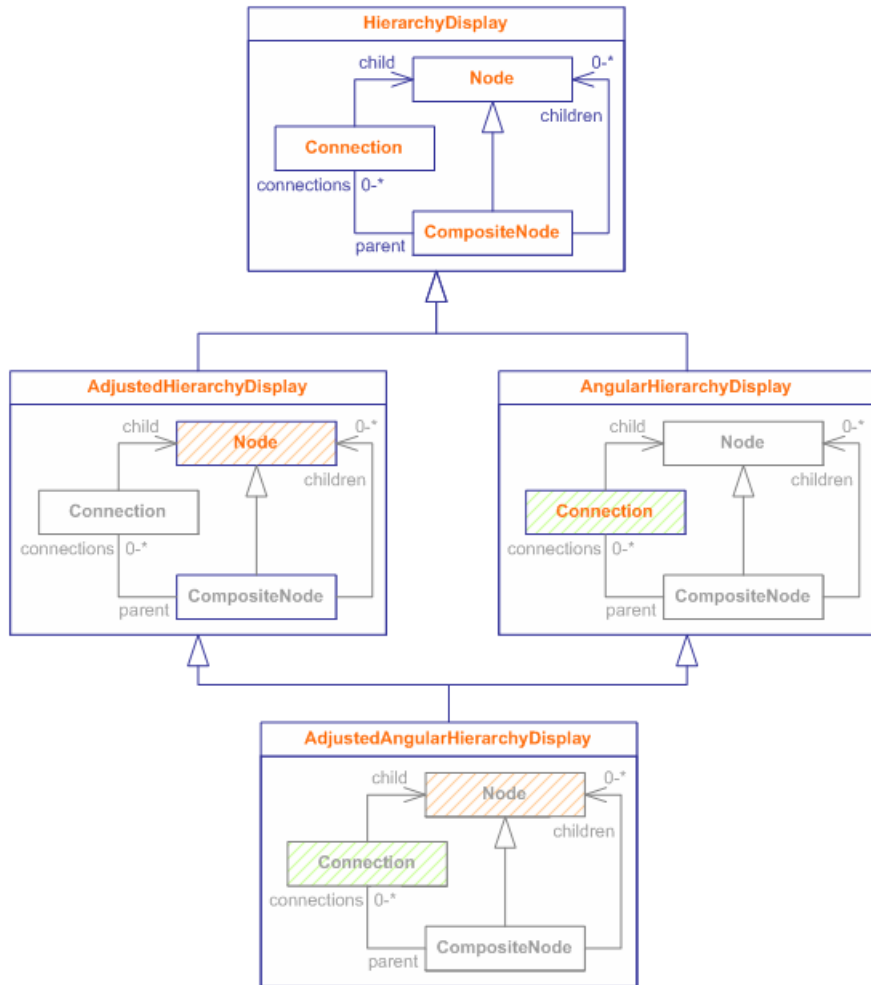 HierarchyDisplay
child
0-*
Node
children
Connection
connections
0-*
CompositeNode
parent
AdjustedHierarchyDisplay
child
0-*
Node
children
Connection
connections
0-*
CompositeNode
parent
AngularHierarchyDisplay
child
0-*
Node
children
Connection
connections
0-*
CompositeNode
parent
AdjustedAngularHierarchyDisplay
child
0-*
Node
children
Connection
connections
0-*
CompositeNode
parent